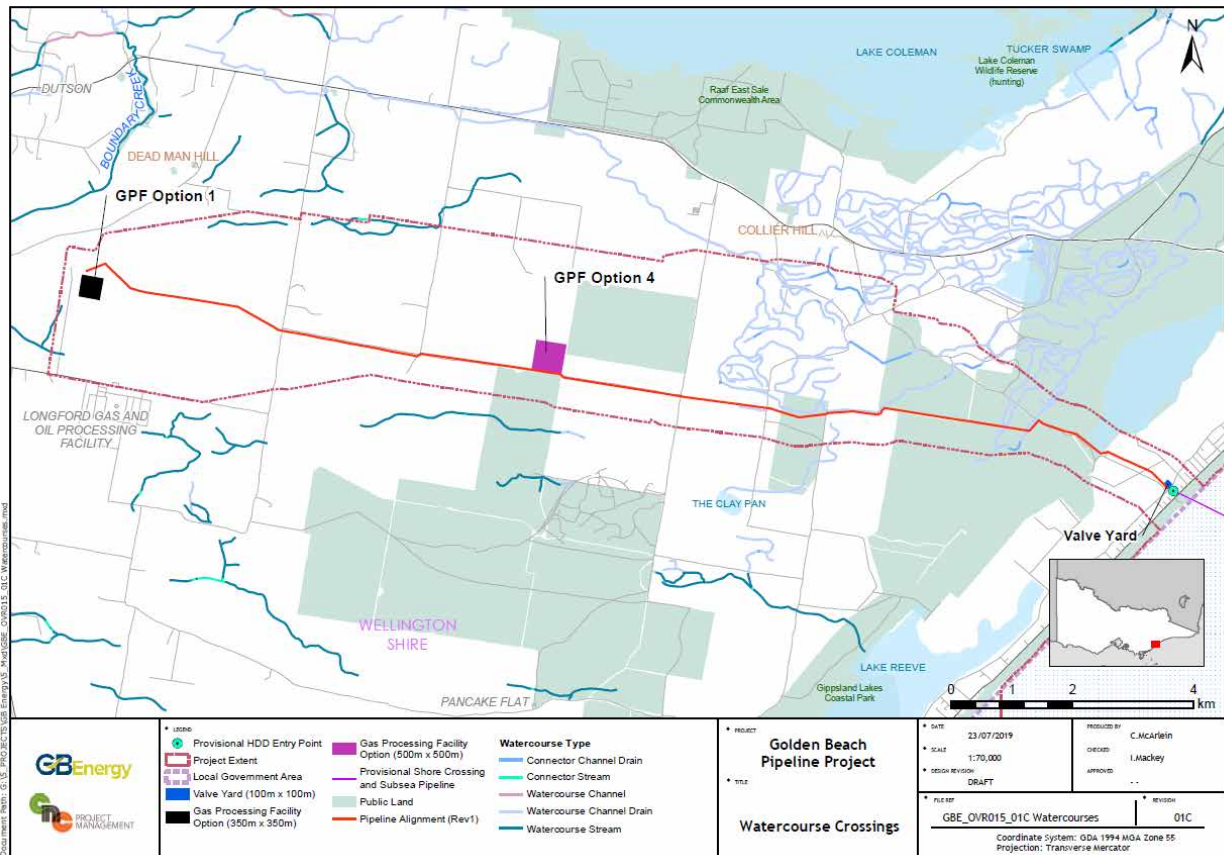 LAKE COLEMAN
TUCKER SWAMP
Lake Coleman
Wildlife Reserve
(hunting)
N
DUTSON
BOUNDARY CREEK
Raaf East Sale
Commonwealth Area
DEAD MAN HILL
GPF Option 1
COLLIER HILL
GPF Option 4
LONGFORD GAS AND
OIL PROCESSING
FACILITY
THE CLAY PAN
Valve Yard
WELLINGTON
SHIRE
LAKE REEVE
PANCAKE FLAT
Gippsland Lakes
Coastal Park
0 1 2 4
km
GBEnergy
cnc PROJECT
MANAGEMENT
LEGEND
Provisional HDD Entry Point
Project Extent
Local Government Area
Valve Yard (100m x 100m)
Gas Processing Facility
Option (350m x 350m)
Gas Processing Facility
Option (500m x 500m)
Provisional Shore Crossing
and Subsea Pipeline
Public Land
Pipeline Alignment (Rev1)
Watercourse Type
Connector Channel Drain
Connector Stream
Watercourse Channel
Watercourse Channel Drain
Watercourse Stream
PROJECT
Golden Beach
Pipeline Project
TITLE
Watercourse Crossings
DATE
23/07/2019
SCALE
1:70,000
DESIGN REVISION
DRAFT
PRODUCED BY
C.McArlein
CHECKED
I.Mackey
APPROVED
- -
FILE REF
GBE_OVR015_01C Watercourses
REVISION
01C
Coordinate System: GDA 1994 MGA Zone 55
Projection: Transverse Mercator